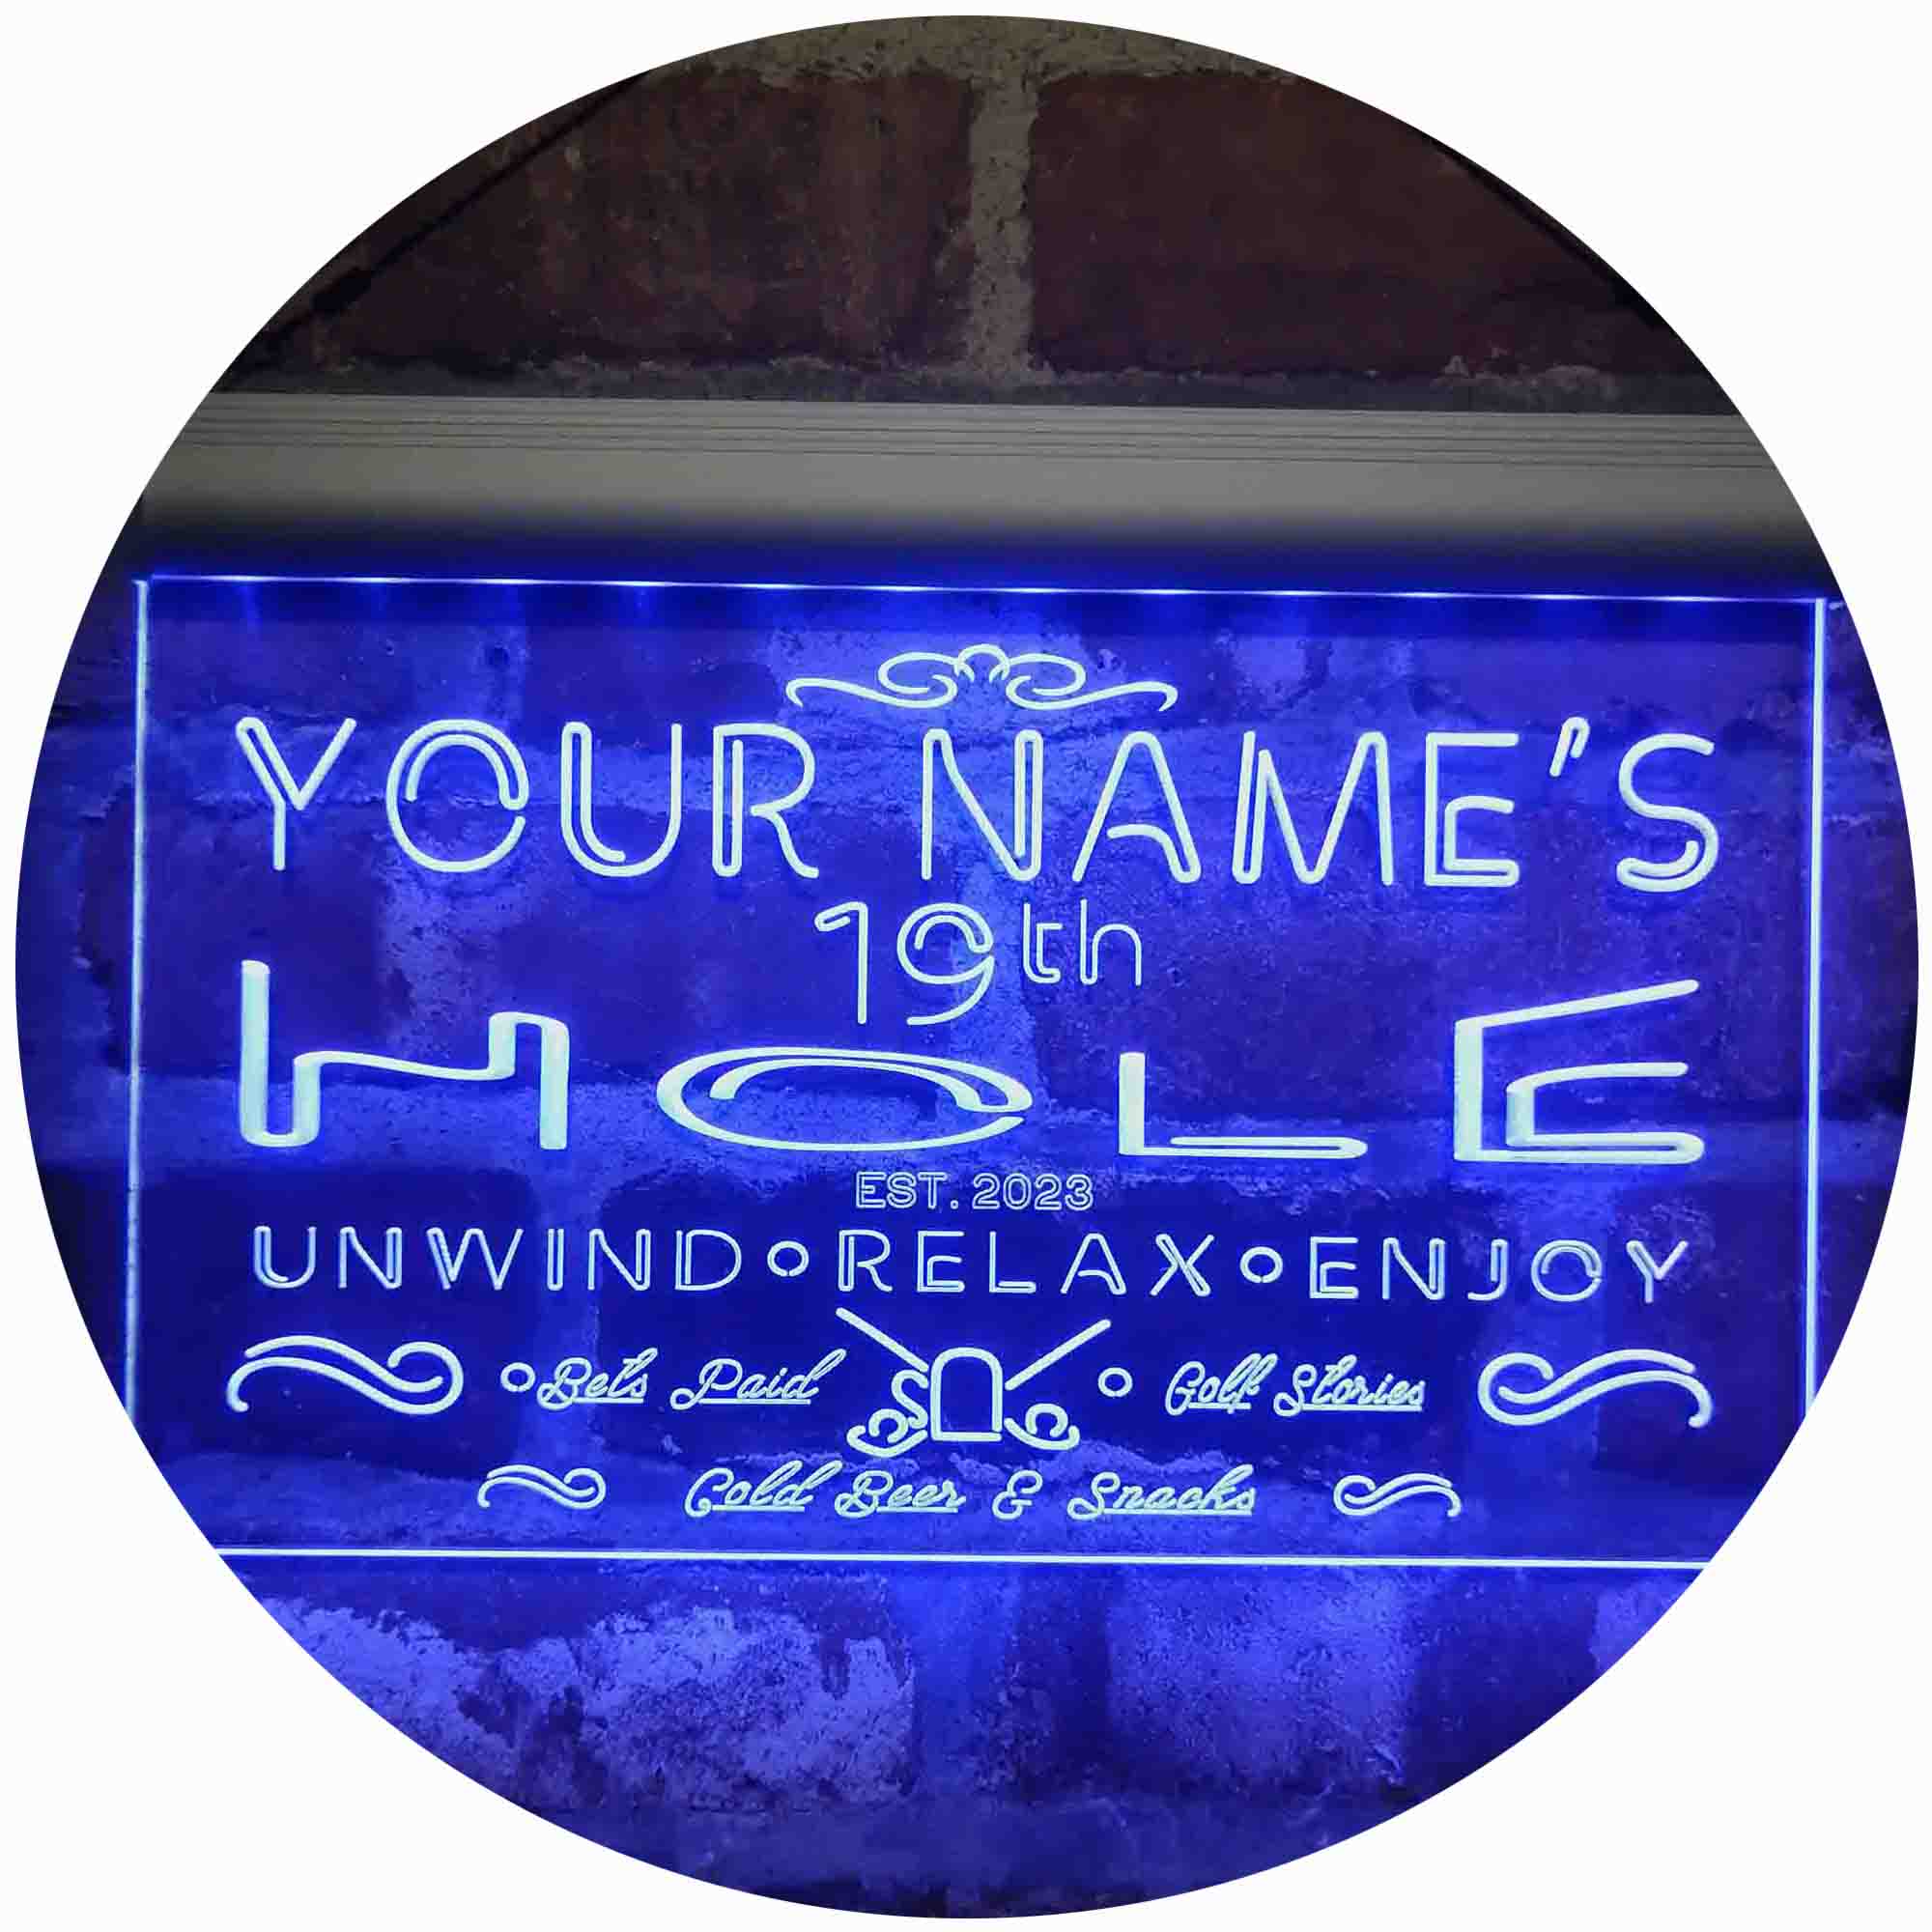 YOUR NAME'S
19th
HOLE
EST. 2023
UNWIND • RELAX • ENJOY
Bets Paid Golf Stories
Cold Beer & Snacks